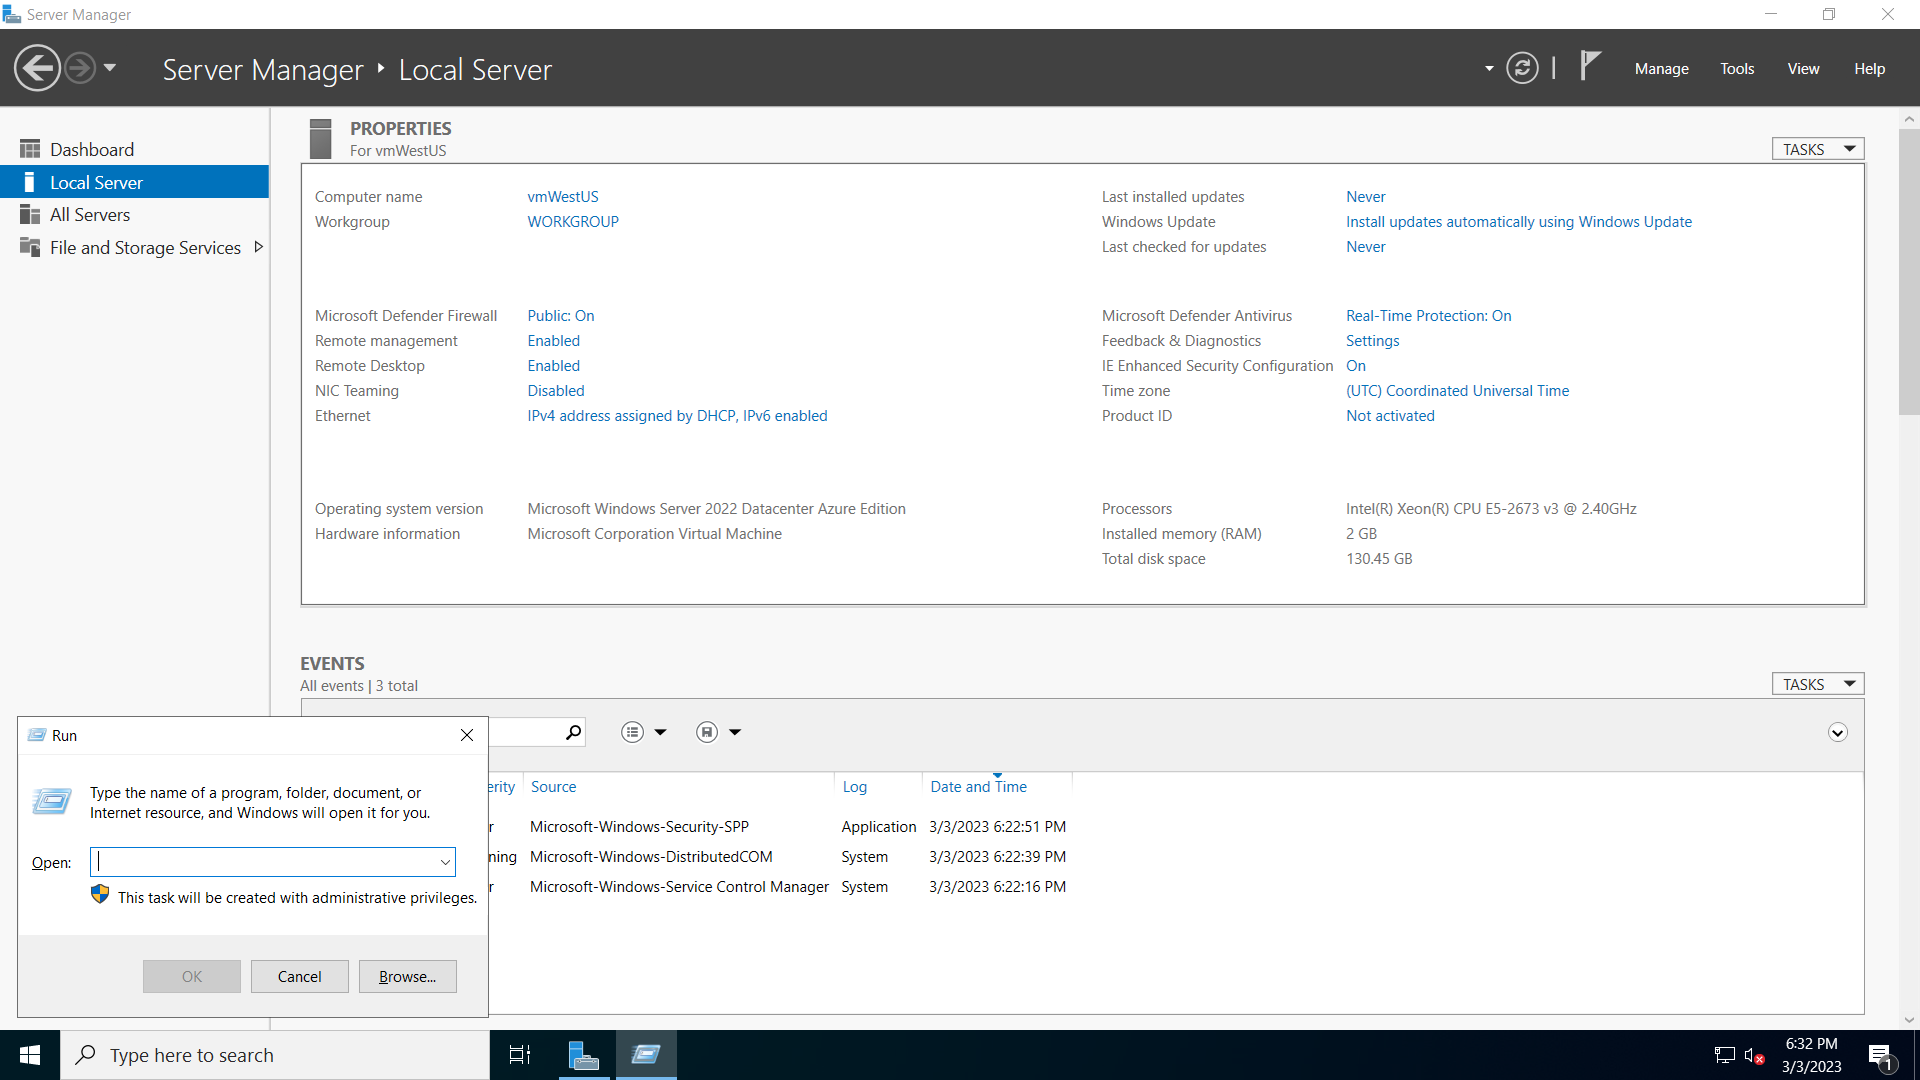 Server Manager
Server Manager ‣ Local Server
Manage
Tools
View
Help
Dashboard
Local Server
All Servers
File and Storage Services
PROPERTIES
For vmWestUS
TASKS
Computer name vmWestUS
Workgroup WORKGROUP
Last installed updates Never
Windows Update Install updates automatically using Windows Update
Last checked for updates Never
Microsoft Defender Firewall Public: On
Remote management Enabled
Remote Desktop Enabled
NIC Teaming Disabled
Ethernet IPv4 address assigned by DHCP, IPv6 enabled
Microsoft Defender Antivirus Real-Time Protection: On
Feedback & Diagnostics Settings
IE Enhanced Security Configuration On
Time zone (UTC) Coordinated Universal Time
Product ID Not activated
Operating system version Microsoft Windows Server 2022 Datacenter Azure Edition
Hardware information Microsoft Corporation Virtual Machine
Processors Intel(R) Xeon(R) CPU E5-2673 v3 @ 2.40GHz
Installed memory (RAM) 2 GB
Total disk space 130.45 GB
EVENTS
All events | 3 total
TASKS
erity Source Log Date and Time
r Microsoft-Windows-Security-SPP Application 3/3/2023 6:22:51 PM
ning Microsoft-Windows-DistributedCOM System 3/3/2023 6:22:39 PM
r Microsoft-Windows-Service Control Manager System 3/3/2023 6:22:16 PM
Run
Type the name of a program, folder, document, or
Internet resource, and Windows will open it for you.
Open:
This task will be created with administrative privileges.
OK
Cancel
Browse...
Type here to search
6:32 PM
3/3/2023
1